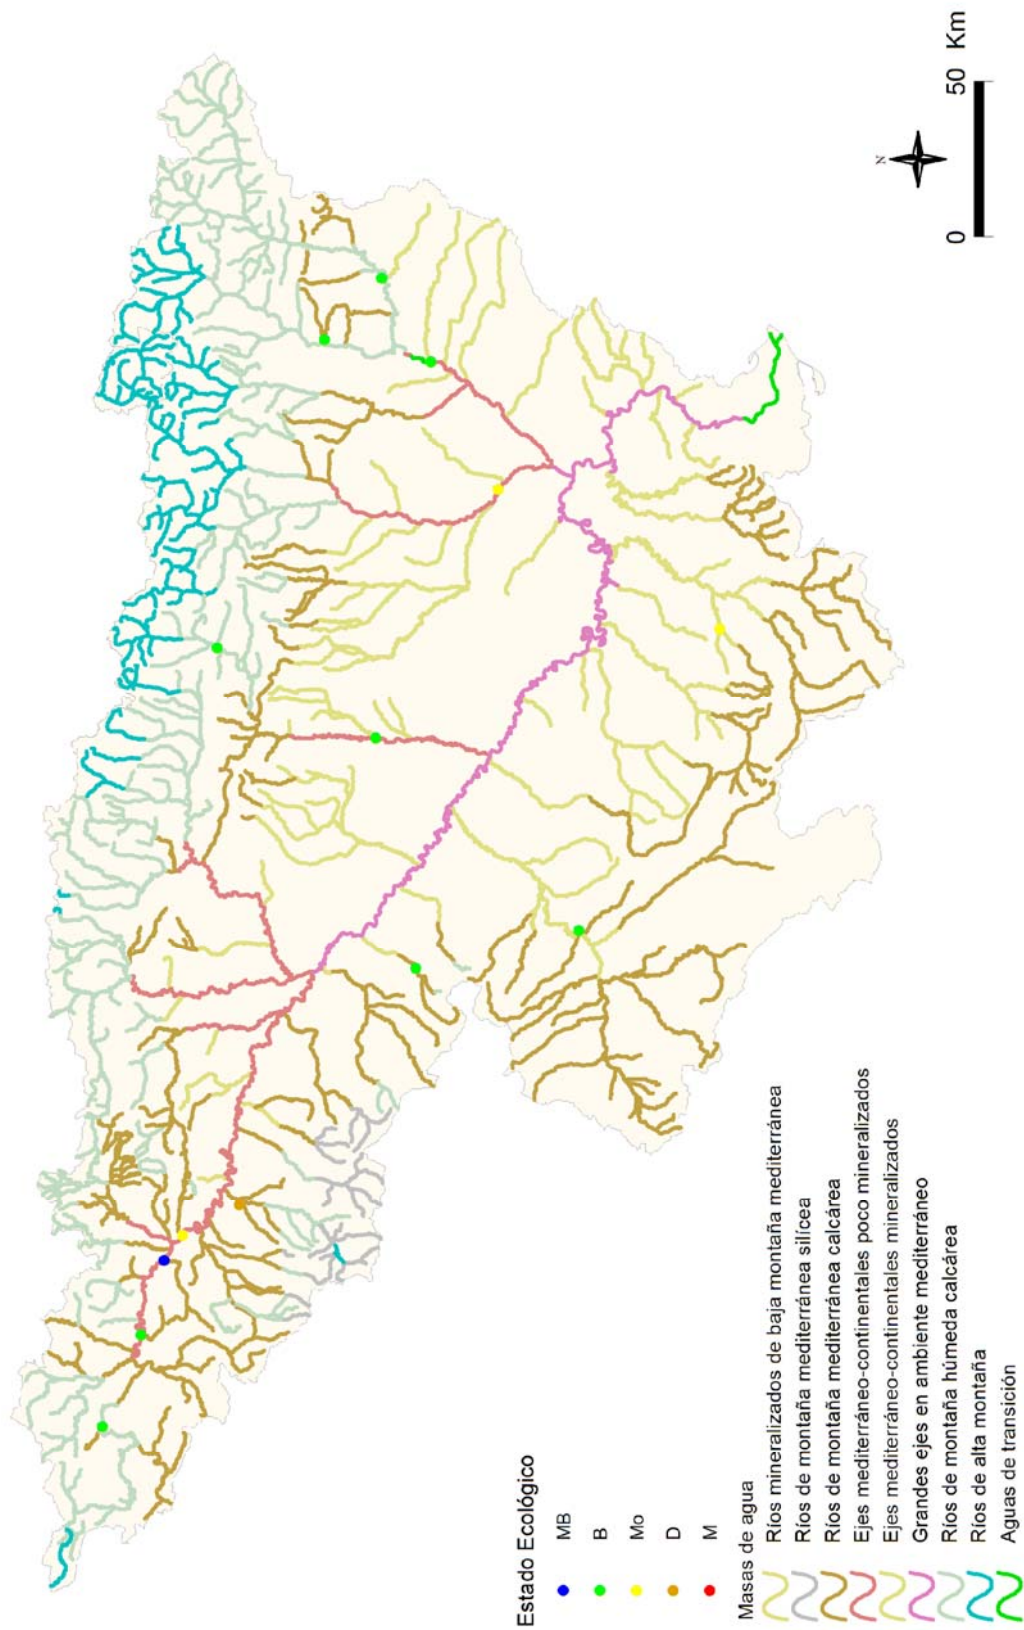 N
0 50 Km
Estado Ecológico
MB
B
Mo
D
M
Masas de agua
Ríos mineralizados de baja montaña mediterránea
Ríos de montaña mediterránea silícea
Ríos de montaña mediterránea calcárea
Ejes mediterráneo-continentales poco mineralizados
Ejes mediterráneo-continentales mineralizados
Grandes ejes en ambiente mediterráneo
Ríos de montaña húmeda calcárea
Ríos de alta montaña
Aguas de transición